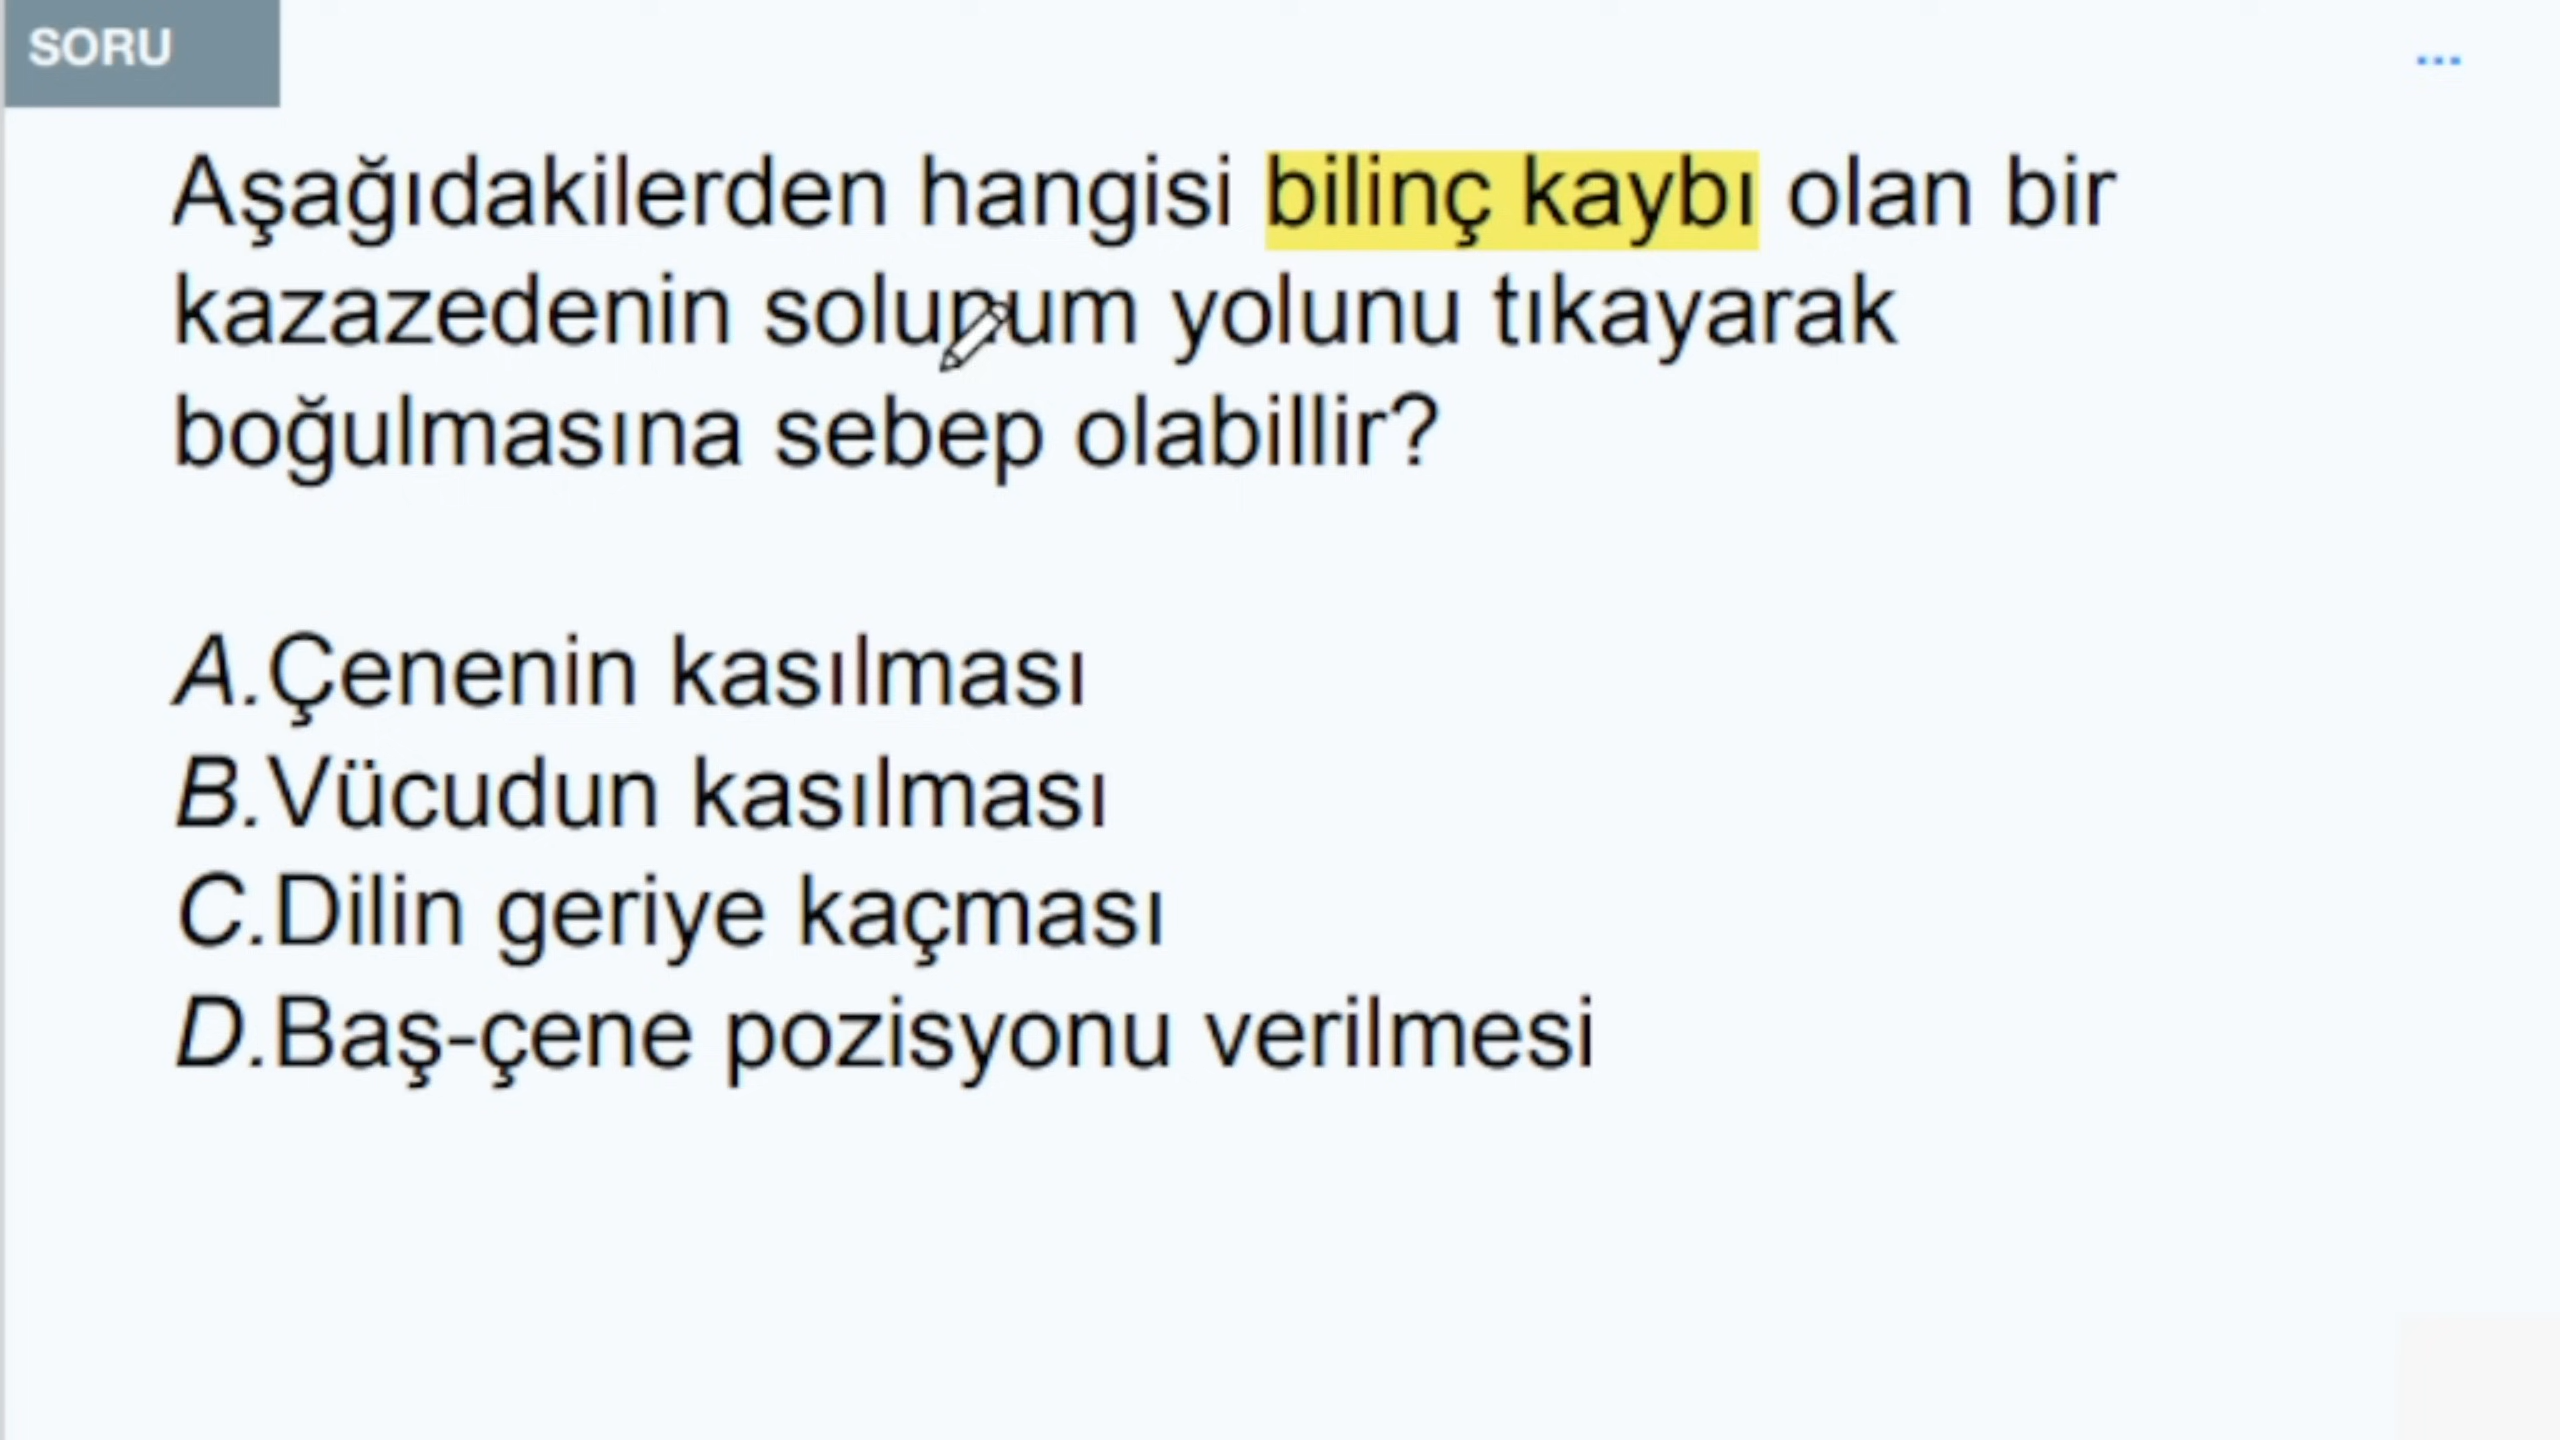 SORU
...
Aşağıdakilerden hangisi bilinç kaybı olan bir
kazazedenin solunum yolunu tıkayarak
boğulmasına sebep olabillir?
A.Çenenin kasılması
B.Vücudun kasılması
C.Dilin geriye kaçması
D.Baş-çene pozisyonu verilmesi